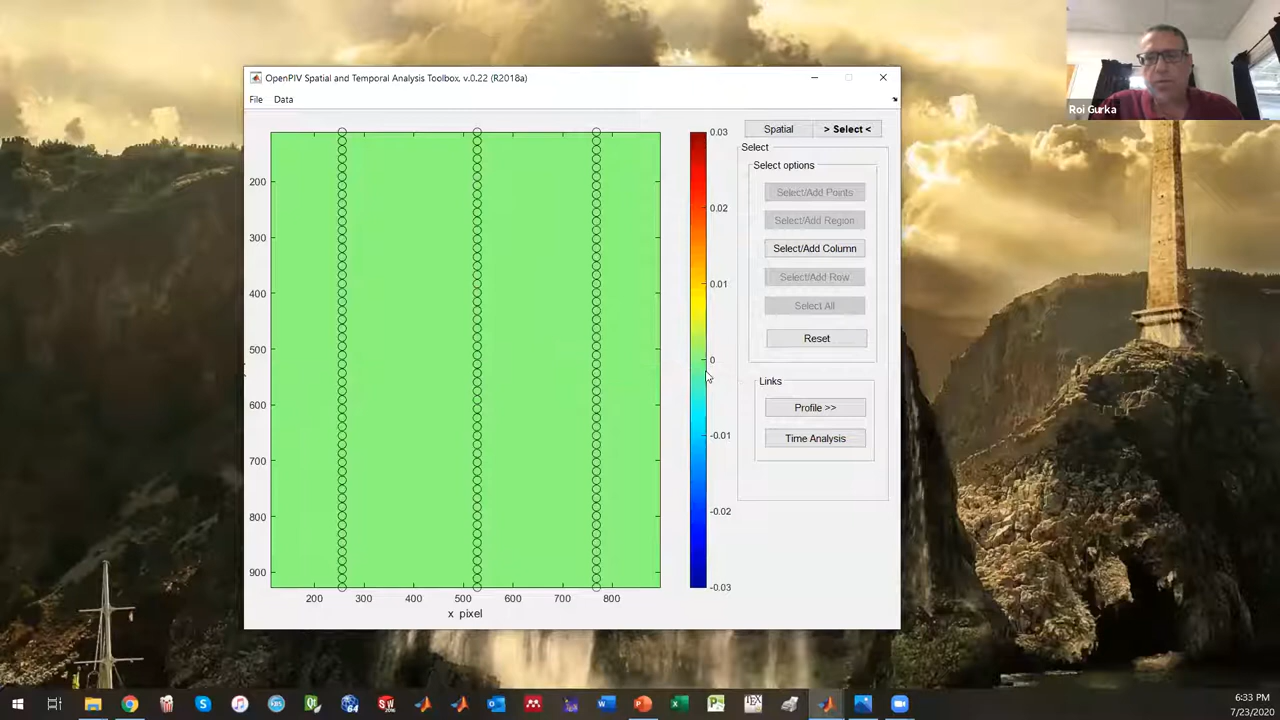 OpenPIV Spatial and Temporal Analysis Toolbox, v.0.22 (R2018a)
File Data
Roi Gurka
Spatial > Select <
Select
Select options
Select/Add Points
Select/Add Region
Select/Add Column
Select/Add Row
Select All
Reset
Links
Profile >>
Time Analysis
0.03
0.02
0.01
0
-0.01
-0.02
-0.03
200
300
400
500
600
700
800
900
200 300 400 500 600 700 800
x pixel
6:33 PM
7/23/2020